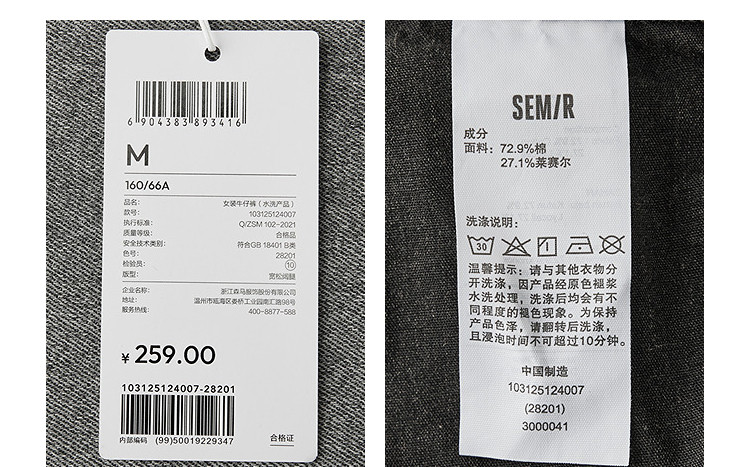 6 904383 893416
M
160/66A
品名: 女装牛仔裤(水洗产品)
款号: 103125124007
执行标准: Q/ZSM 102-2021
质量等级: 合格品
安全技术类别: 符合GB 18401 B类
色号: 28201
检验员: 10
版型: 宽松阔腿
企业名称: 浙江森马服饰股份有限公司
地址: 温州市瓯海区娄桥工业园南汇路98号
服务热线: 400-8877-588
¥ 259.00
103125124007-28201
内部编码 (99)50019229347 合格证
SEMIR
成分
面料: 72.9%棉
27.1%莱赛尔
洗涤说明:
30
温馨提示: 请与其他衣物分
开洗涤, 因产品经原色褪浆
水洗处理, 洗涤后均会有不
同程度的褪色现象。为保持
产品色泽, 请翻转后洗涤,
且浸泡时间不可超过10分钟。
中国制造
103125124007
(28201)
3000041